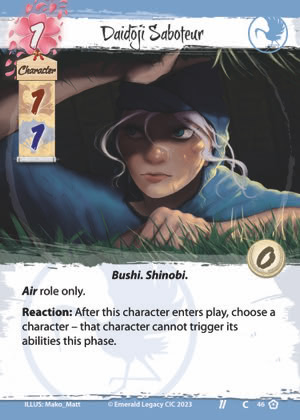 1
Daidoji Saboteur
Character
1
1
0
Bushi. Shinobi.
Air role only.
Reaction: After this character enters play, choose a
character – that character cannot trigger its
abilities this phase.
ILLUS: Mako_Matt © Emerald Legacy CIC 2023 C 46